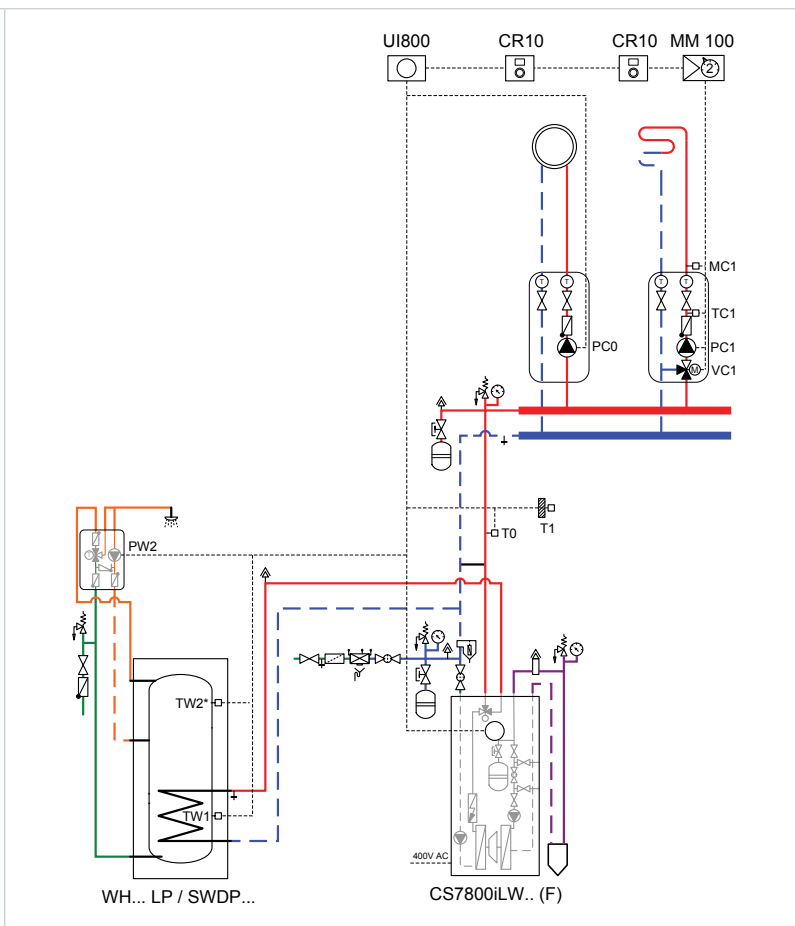 UI800 CR10 CR10 MM 100
2
T T T T
MC1
TC1
PC0 PC1
M VC1
T0 T1
PW2
T
TW2*
TW1
400V AC
WH... LP / SWDP... CS7800iLW.. (F)